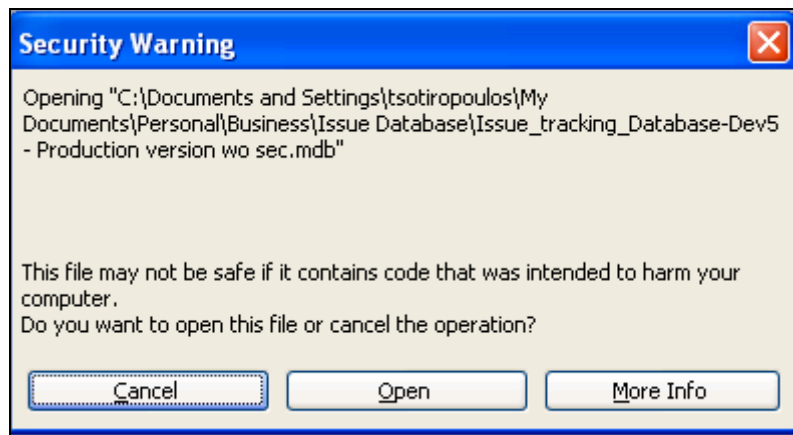 Security Warning
Opening "C:\Documents and Settings\tsotiropoulos\My
Documents\Personal\Business\Issue Database\Issue_tracking_Database-Dev5
- Production version wo sec.mdb"
This file may not be safe if it contains code that was intended to harm your
computer.
Do you want to open this file or cancel the operation?
Cancel Open More Info